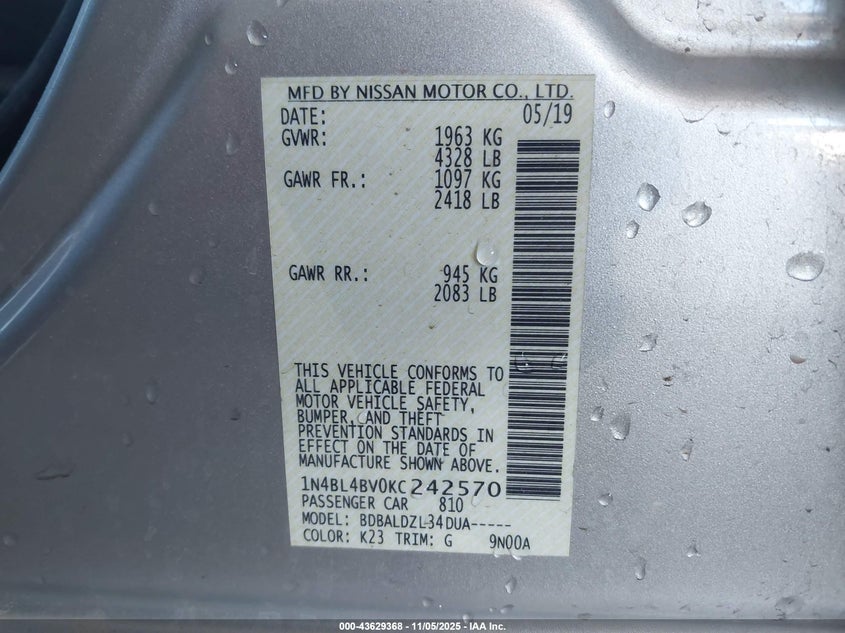 MFD BY NISSAN MOTOR CO., LTD.
DATE: 05/19
GVWR: 1963 KG
4328 LB
GAWR FR.: 1097 KG
2418 LB
GAWR RR.: 945 KG
2083 LB
THIS VEHICLE CONFORMS TO
ALL APPLICABLE FEDERAL
MOTOR VEHICLE SAFETY,
BUMPER, AND THEFT
PREVENTION STANDARDS IN
EFFECT ON THE DATE OF
MANUFACTURE SHOWN ABOVE.
1N4BL4BV0KC242570
PASSENGER CAR 810
MODEL: BDBALDZL34DUA-----
COLOR: K23 TRIM: G 9N00A
000-43629368 - 11/05/2025 - IAA Inc.